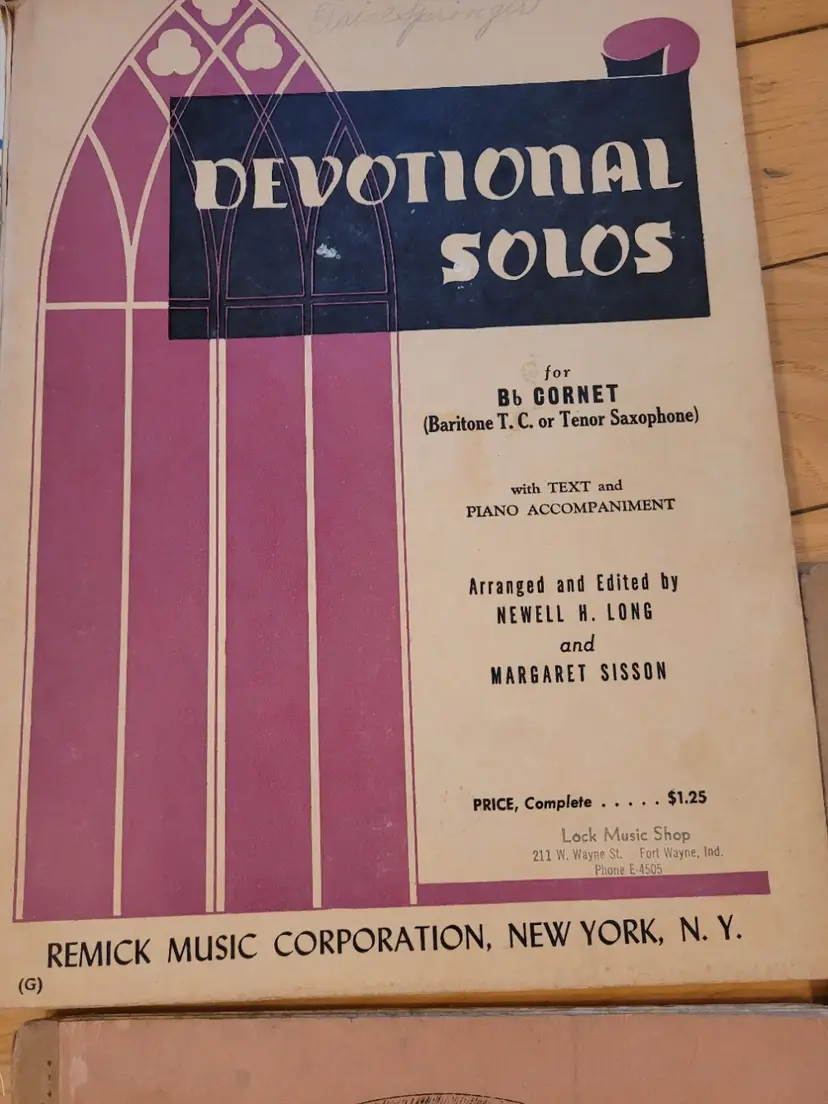 Springer
DEVOTIONAL
SOLOS
for
B♭ CORNET
(Baritone T. C. or Tenor Saxophone)
with TEXT and
PIANO ACCOMPANIMENT
Arranged and Edited by
NEWELL H. LONG
and
MARGARET SISSON
PRICE, Complete . . . . . $1.25
Lock Music Shop
211 W. Wayne St. Fort Wayne, Ind.
Phone E-4505
REMICK MUSIC CORPORATION, NEW YORK, N. Y.
(G)